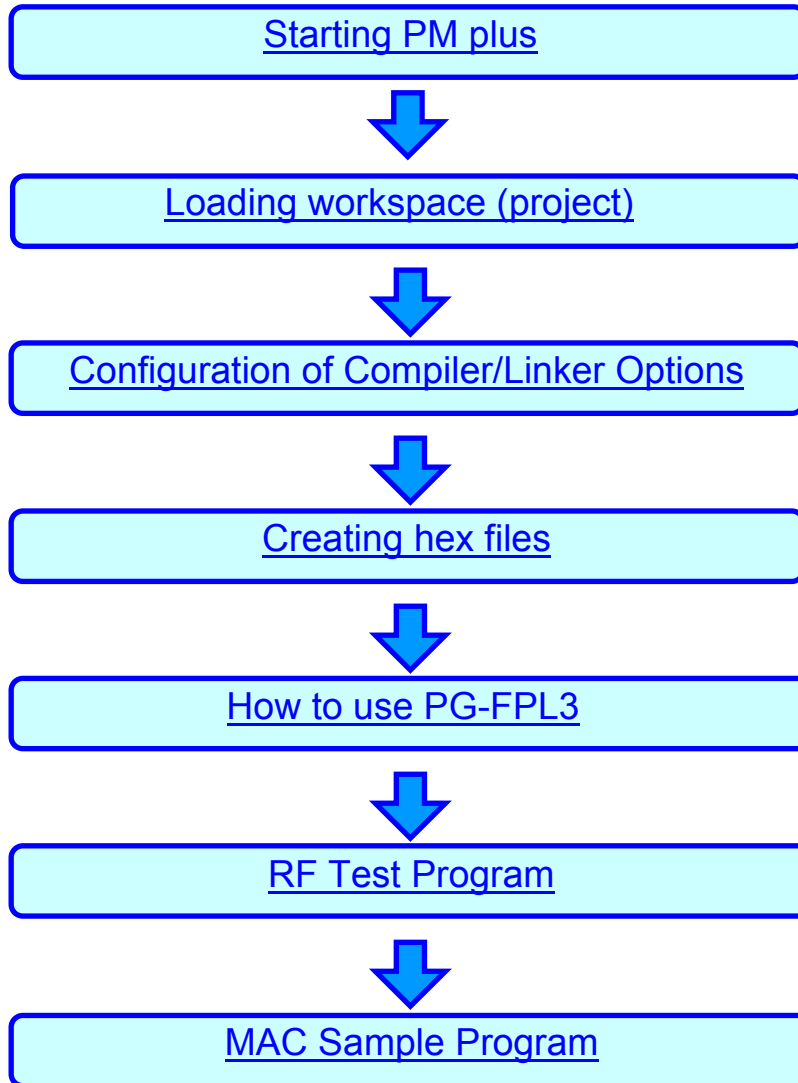 Starting PM plus
Loading workspace (project)
Configuration of Compiler/Linker Options
Creating hex files
How to use PG-FPL3
RF Test Program
MAC Sample Program